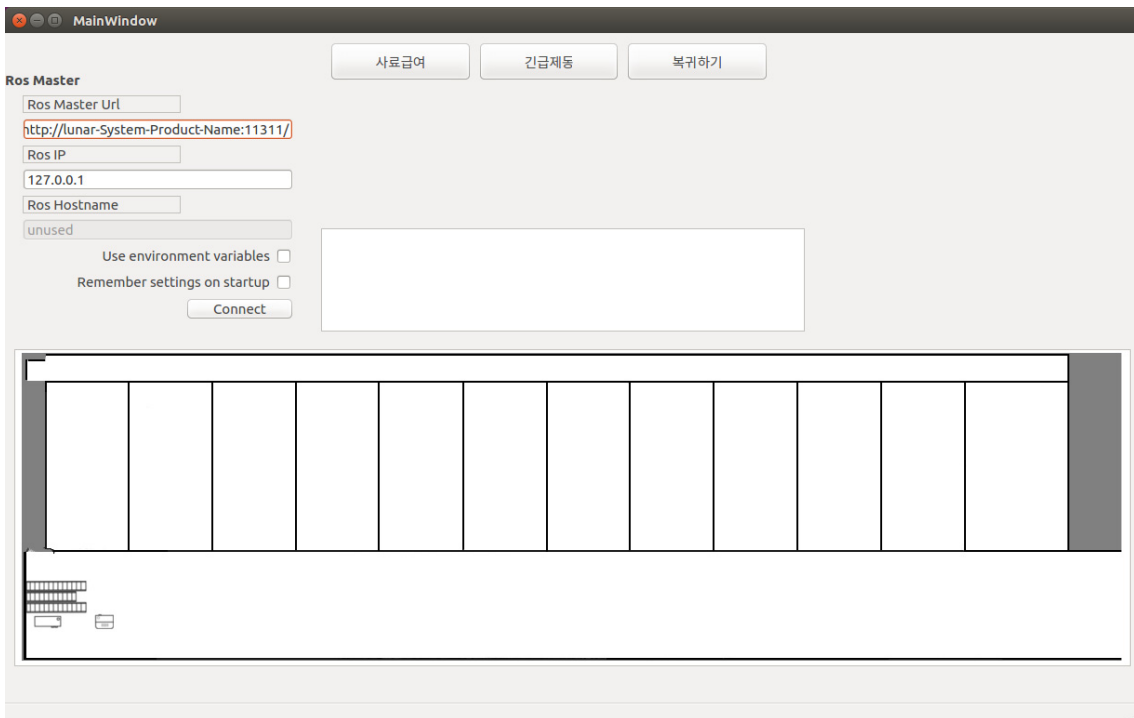 MainWindow
사료급여 긴급제동 복귀하기
Ros Master
Ros Master Url
http://lunar-System-Product-Name:11311/
Ros IP
127.0.0.1
Ros Hostname
unused
Use environment variables
Remember settings on startup
Connect